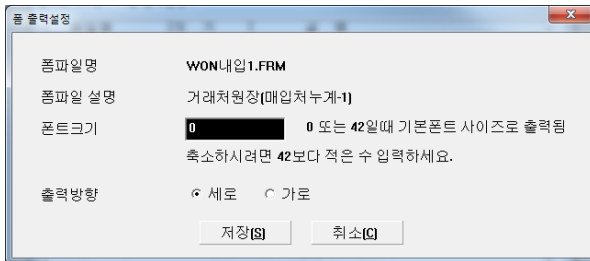 폼 출력설정
폼파일명 WON내입1.FRM
폼파일 설명 거래처원장(매입처누계-1)
폰트크기 0 0 또는 42일때 기본폰트 사이즈로 출력됨
축소하시려면 42보다 적은 수 입력하세요.
출력방향 세로 가로
저장(S) 취소(C)